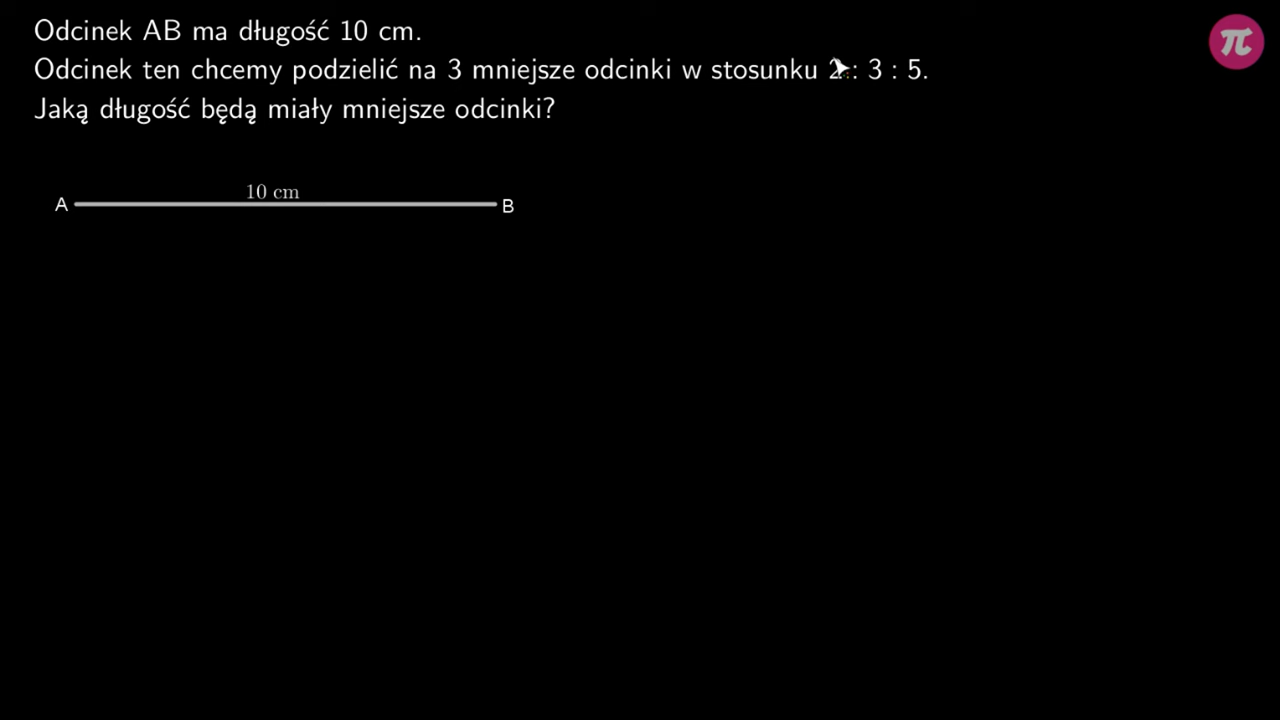 Odcinek AB ma długość 10 cm.
Odcinek ten chcemy podzielić na 3 mniejsze odcinki w stosunku 2 : 3 : 5.
Jaką długość będą miały mniejsze odcinki?
10 cm
A B
π